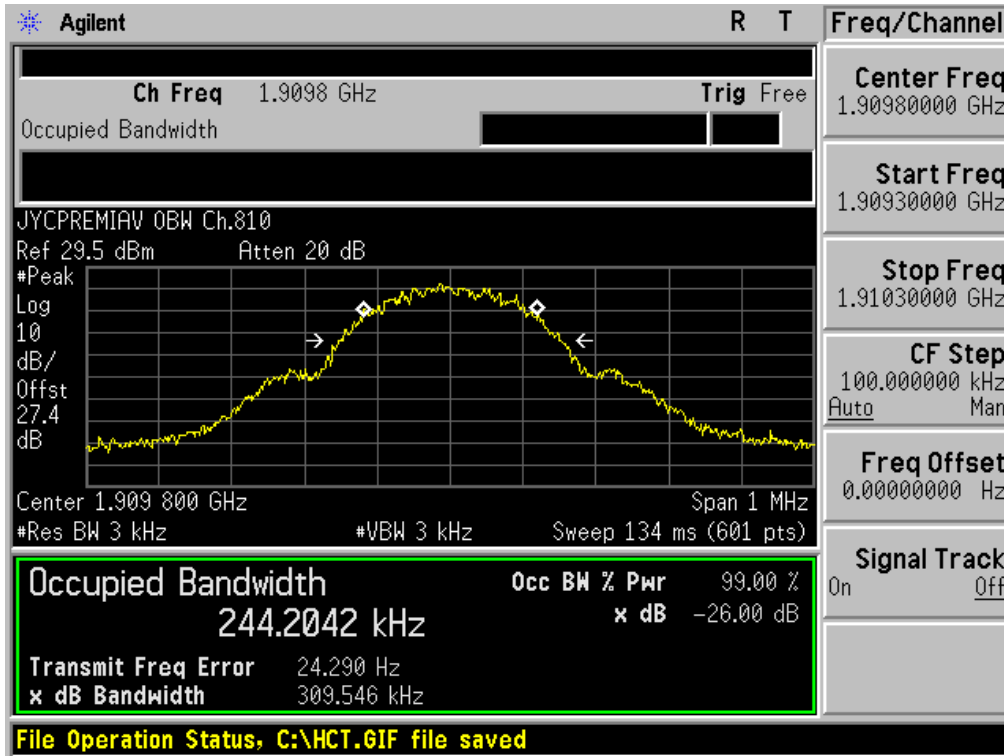 Agilent R T Freq/Channel
Ch Freq 1.9098 GHz Trig Free
Occupied Bandwidth
Center Freq
1.90980000 GHz
Start Freq
1.90930000 GHz
Stop Freq
1.91030000 GHz
CF Step
100.000000 kHz
Auto Man
Freq Offset
0.00000000 Hz
Signal Track
On Off
JYCPREMIAV OBW Ch.810
Ref 29.5 dBm Atten 20 dB
#Peak
Log
10
dB/
Offst
27.4
dB
Center 1.909 800 GHz Span 1 MHz
#Res BW 3 kHz #VBW 3 kHz Sweep 134 ms (601 pts)
Occupied Bandwidth Occ BW % Pwr 99.00 %
244.2042 kHz x dB -26.00 dB
Transmit Freq Error 24.290 Hz
x dB Bandwidth 309.546 kHz
File Operation Status, C:\HCT.GIF file saved